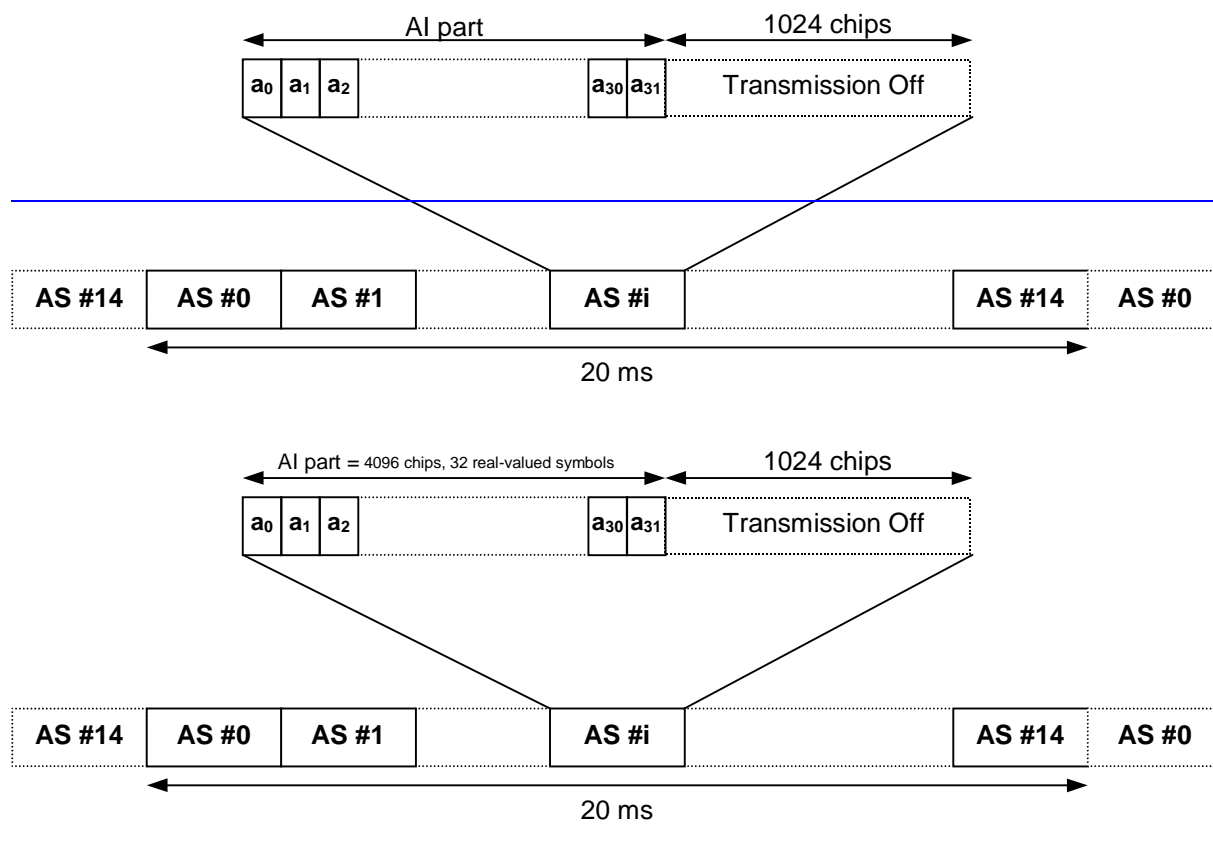 AI part 1024 chips
a0 a1 a2 a30 a31 Transmission Off
AS #14 AS #0 AS #1 AS #i AS #14 AS #0
20 ms
AI part = 4096 chips, 32 real-valued symbols 1024 chips
a0 a1 a2 a30 a31 Transmission Off
AS #14 AS #0 AS #1 AS #i AS #14 AS #0
20 ms